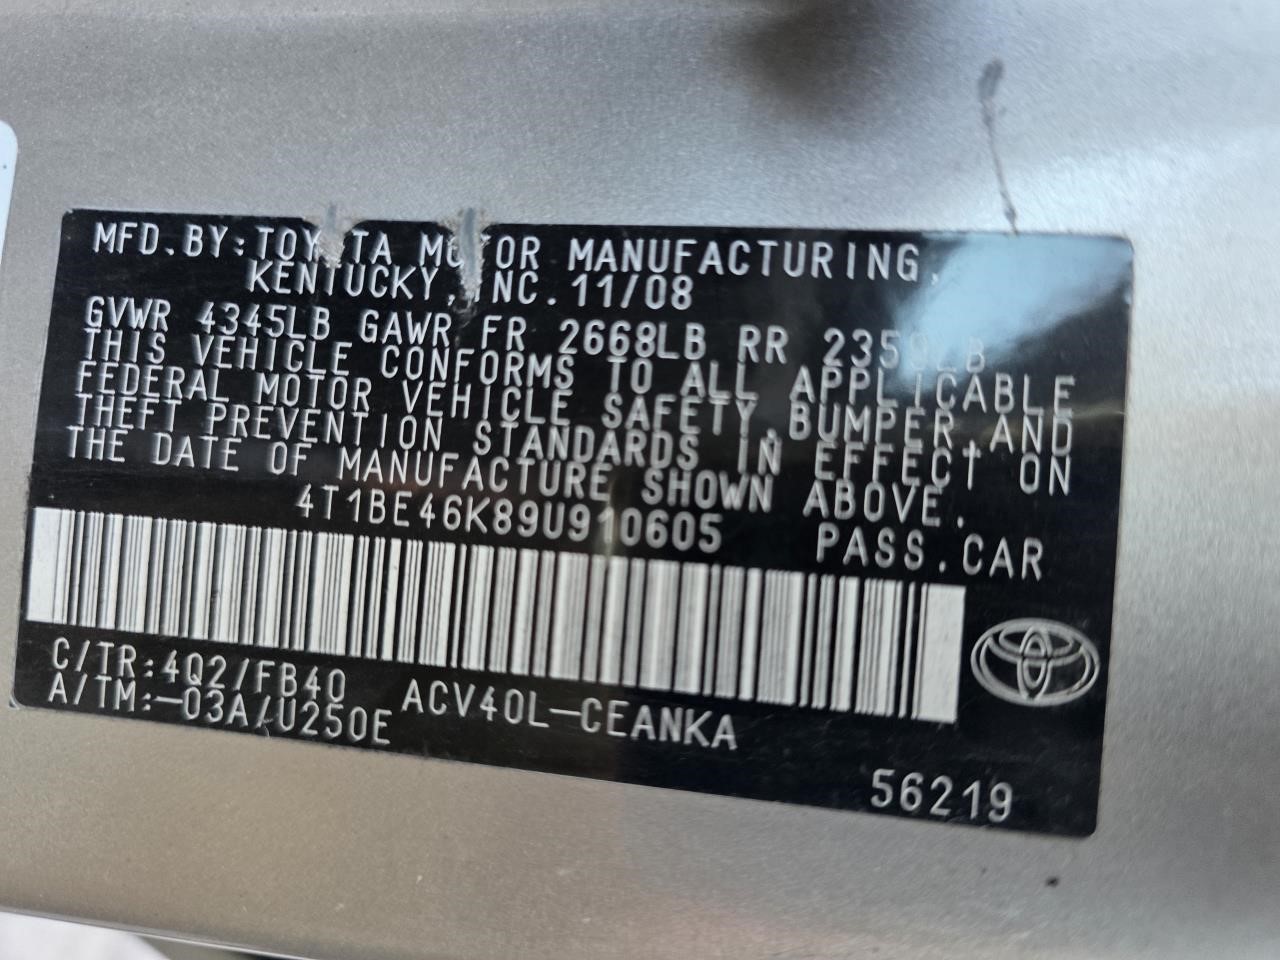 MFD.BY:TOYOTA MOTOR MANUFACTURING,
KENTUCKY, INC. 11/08
GVWR 4345LB GAWR FR 2668LB RR
THIS VEHICLE CONFORMS TO ALL APPLICABLE
FEDERAL MOTOR VEHICLE SAFETY,BUMPER,AND
THEFT PREVENTION STANDARDS IN EFFECT ON
THE DATE OF MANUFACTURE SHOWN ABOVE.
4T1BE46K89U910605 PASS.CAR
C/TR:4Q2/FB40 ACV40L-CEANKA
A/TM:-03A/U250E
56219